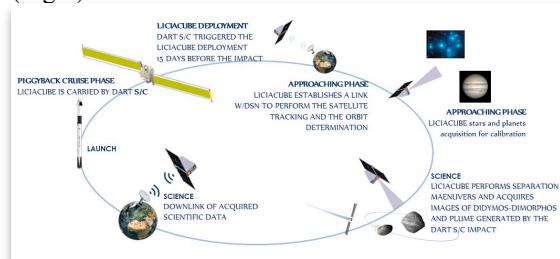 LICIACUBE DEPLOYMENT
DART S/C TRIGGERED THE
LICIACUBE DEPLOYMENT
15 DAYS BEFORE THE IMPACT
PIGGYBACK CRUISE PHASE
LICIACUBE IS CARRIED BY DART S/C
APPROACHING PHASE
LICIACUBE ESTABLISHES A LINK
W/DSN TO PERFORM THE SATELLITE
TRACKING AND THE ORBIT
DETERMINATION
APPROACHING PHASE
LICIACUBE stars and planets
acquisition for calibration
LAUNCH
SCIENCE
DOWNLINK OF ACQUIRED
SCIENTIFIC DATA
SCIENCE
LICIACUBE PERFORMS SEPARATION
MAENUVERS AND ACQUIRES
IMAGES OF DIDYMOS-DIMORPHOS
AND PLUME GENERATED BY THE
DART S/C IMPACT